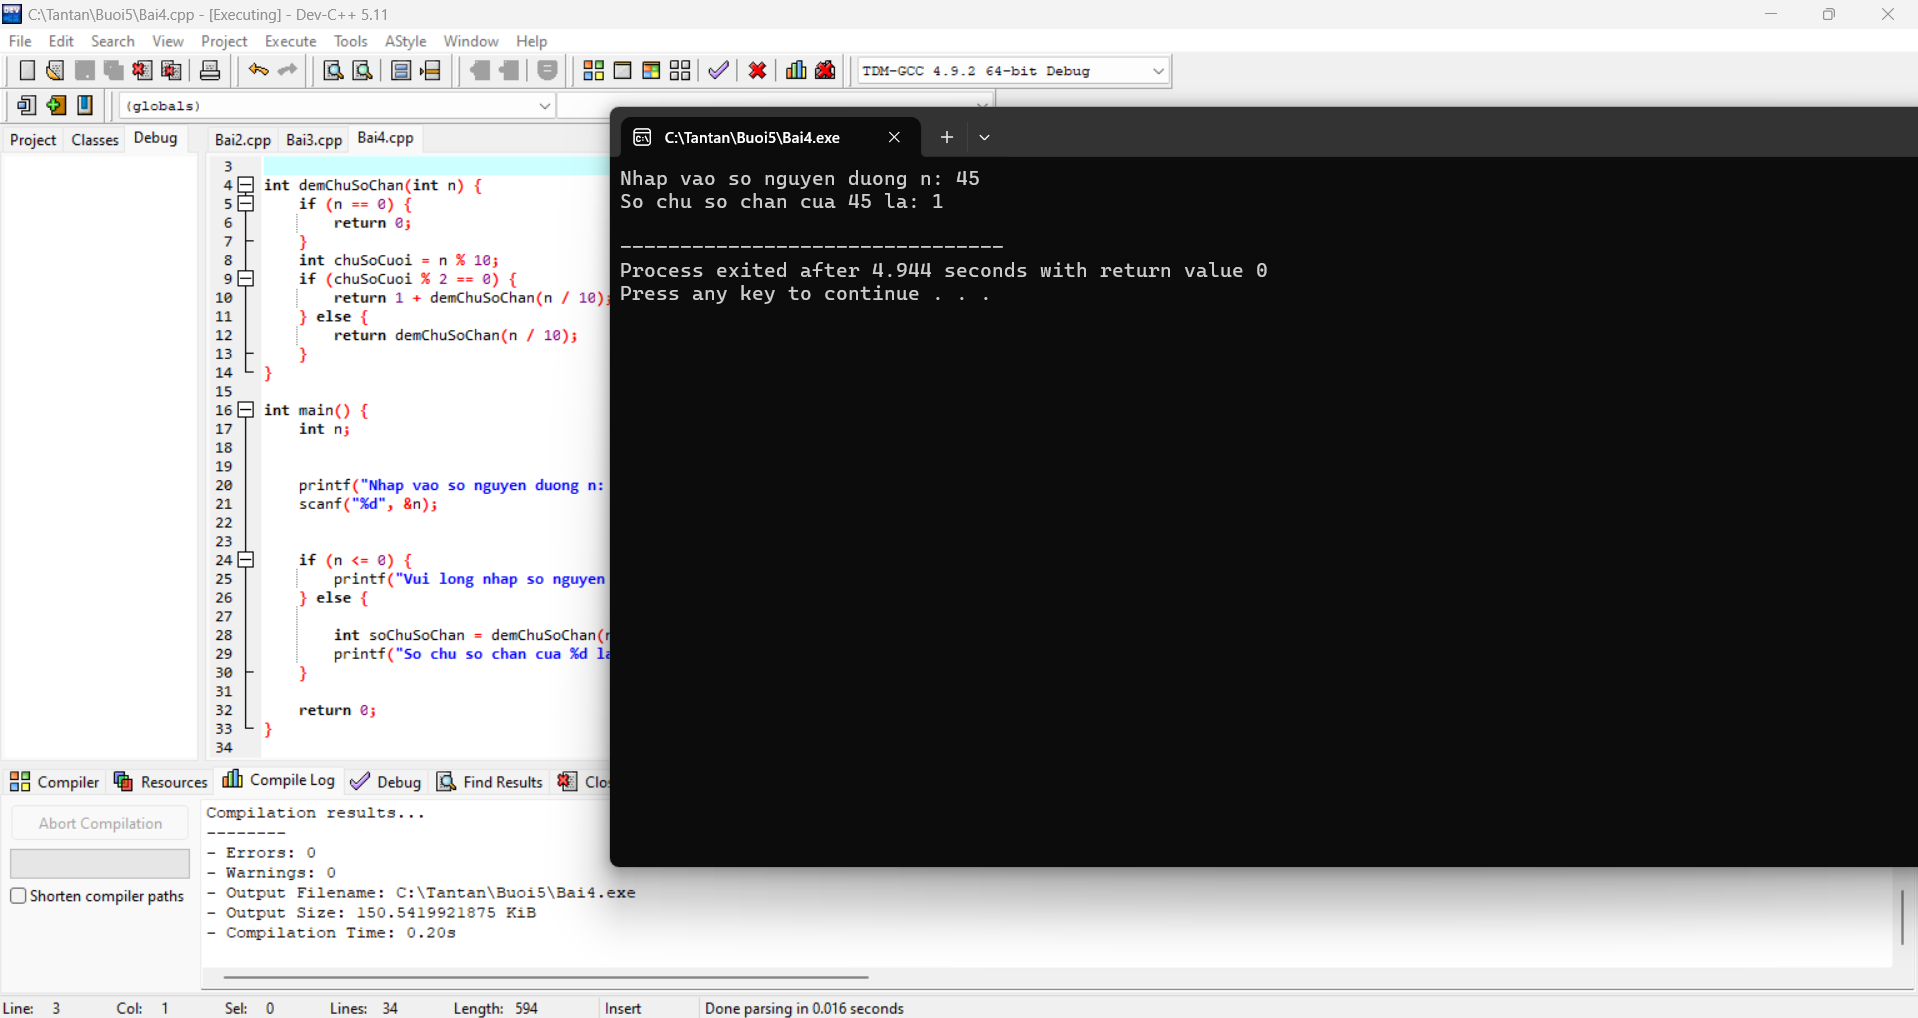 C:\Tantan\Buoi5\Bai4.cpp - [Executing] - Dev-C++ 5.11
File Edit Search View Project Execute Tools AStyle Window Help
TDM-GCC 4.9.2 64-bit Debug
(globals)
Project Classes Debug
Bai2.cpp Bai3.cpp Bai4.cpp
3
4 int demChuSoChan(int n) {
5 if (n == 0) {
6 return 0;
7 }
8 int chuSoCuoi = n % 10;
9 if (chuSoCuoi % 2 == 0) {
10 return 1 + demChuSoChan(n / 10);
11 } else {
12 return demChuSoChan(n / 10);
13 }
14 }
15
16 int main() {
17 int n;
18
19
20 printf("Nhap vao so nguyen duong n:
21 scanf("%d", &n);
22
23
24 if (n <= 0) {
25 printf("Vui long nhap so nguyen
26 } else {
27
28 int soChuSoChan = demChuSoChan(
29 printf("So chu so chan cua %d la
30 }
31
32 return 0;
33 }
34
C:\Tantan\Buoi5\Bai4.exe
Nhap vao so nguyen duong n: 45
So chu so chan cua 45 la: 1
--------------------------------
Process exited after 4.944 seconds with return value 0
Press any key to continue . . .
Compiler Resources Compile Log Debug Find Results Clos
Abort Compilation
Shorten compiler paths
Compilation results...
--------
- Errors: 0
- Warnings: 0
- Output Filename: C:\Tantan\Buoi5\Bai4.exe
- Output Size: 150.5419921875 KiB
- Compilation Time: 0.20s
Line: 3 Col: 1 Sel: 0 Lines: 34 Length: 594 Insert Done parsing in 0.016 seconds